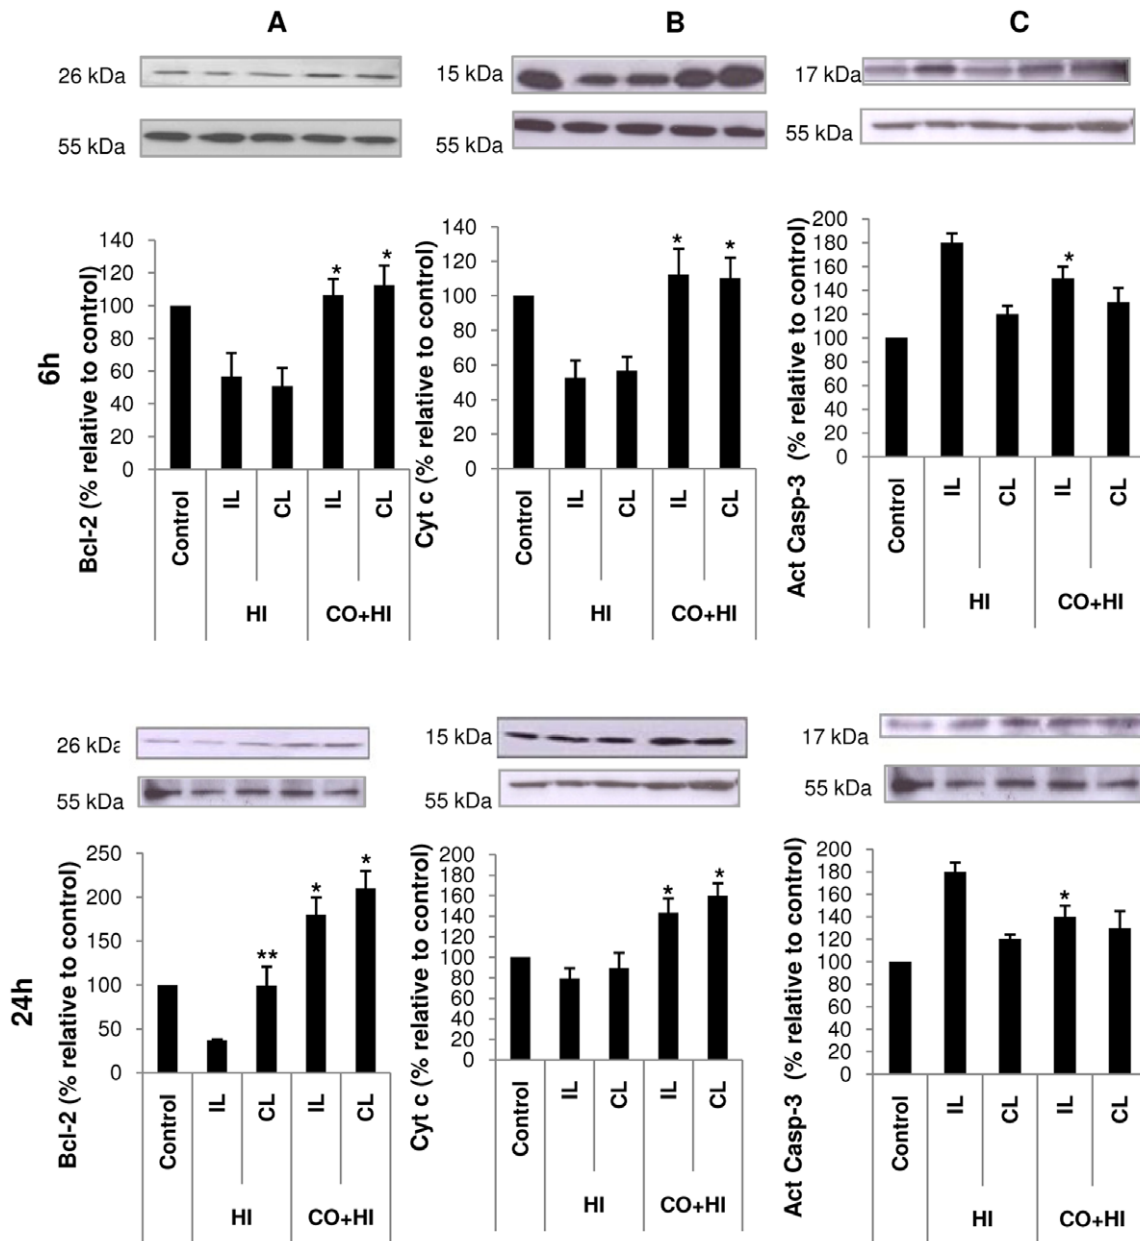 A
B
C
26 kDa
55 kDa
15 kDa
55 kDa
17 kDa
55 kDa
6h
Bcl-2 (% relative to control)
140
120
100
80
60
40
20
0
* *
Control
IL
CL
IL
CL
HI
CO+HI
Cyt c (% relative to control)
140
120
100
80
60
40
20
0
* *
Control
IL
CL
IL
CL
HI
CO+HI
Act Casp-3 (% relative to control)
200
180
160
140
120
100
80
60
40
20
0
*
Control
IL
CL
IL
CL
HI
CO+HI
26 kDa
55 kDa
15 kDa
55 kDa
17 kDa
55 kDa
24h
Bcl-2 (% relative to control)
250
200
150
100
50
0
** * *
Control
IL
CL
IL
CL
HI
CO+HI
Cyt c (% relative to control)
200
180
160
140
120
100
80
60
40
20
0
* *
Control
IL
CL
IL
CL
HI
CO+HI
Act Casp-3 (% relative to control)
200
180
160
140
120
100
80
60
40
20
0
*
Control
IL
CL
IL
CL
HI
CO+HI